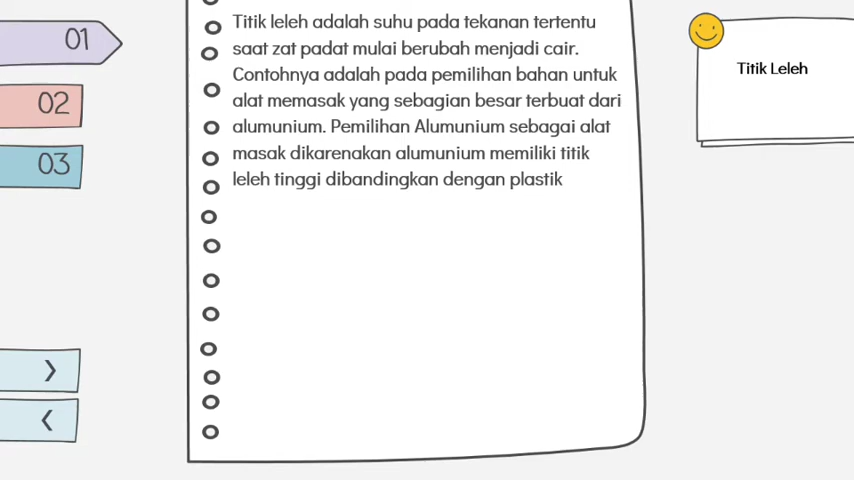 01
02
03
Titik leleh adalah suhu pada tekanan tertentu
saat zat padat mulai berubah menjadi cair.
Contohnya adalah pada pemilihan bahan untuk
alat memasak yang sebagian besar terbuat dari
alumunium. Pemilihan Alumunium sebagai alat
masak dikarenakan alumunium memiliki titik
leleh tinggi dibandingkan dengan plastik
Titik Leleh